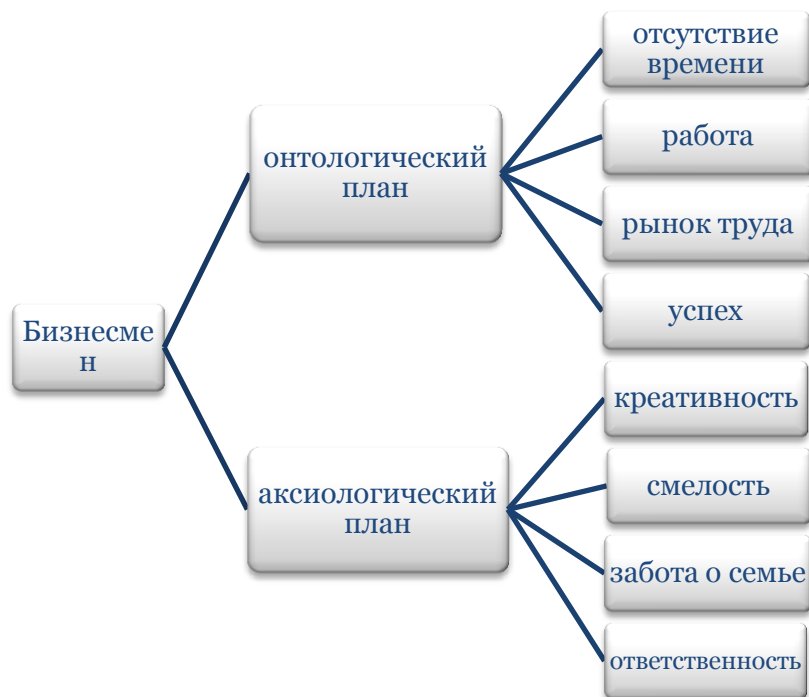 отсутствие
времени
онтологический
план
работа
рынок труда
успех
Бизнесме
н
креативность
аксиологический
план
смелость
забота о семье
ответственность